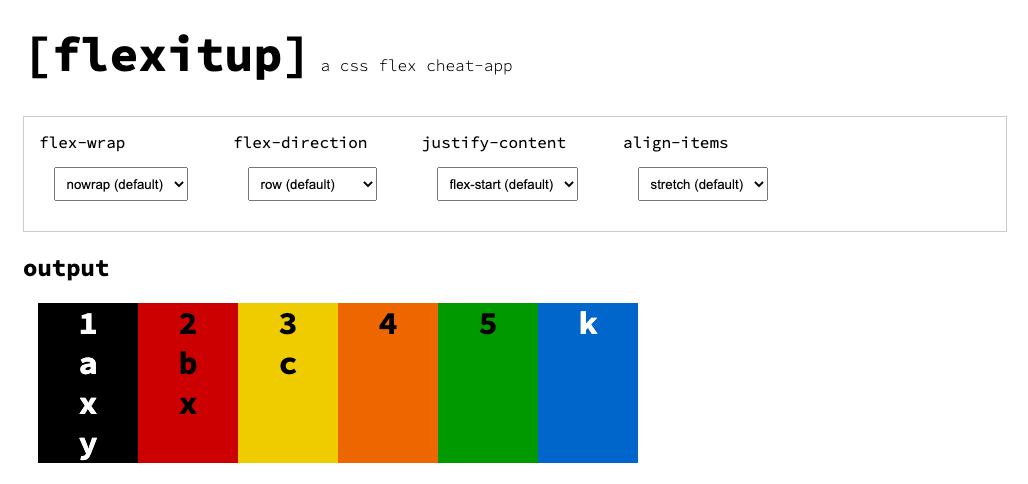 [flexitup] a css flex cheat-app
flex-wrap flex-direction justify-content align-items
nowrap (default) row (default) flex-start (default) stretch (default)
output
1 2 3 4 5 k
a b c
x x
y